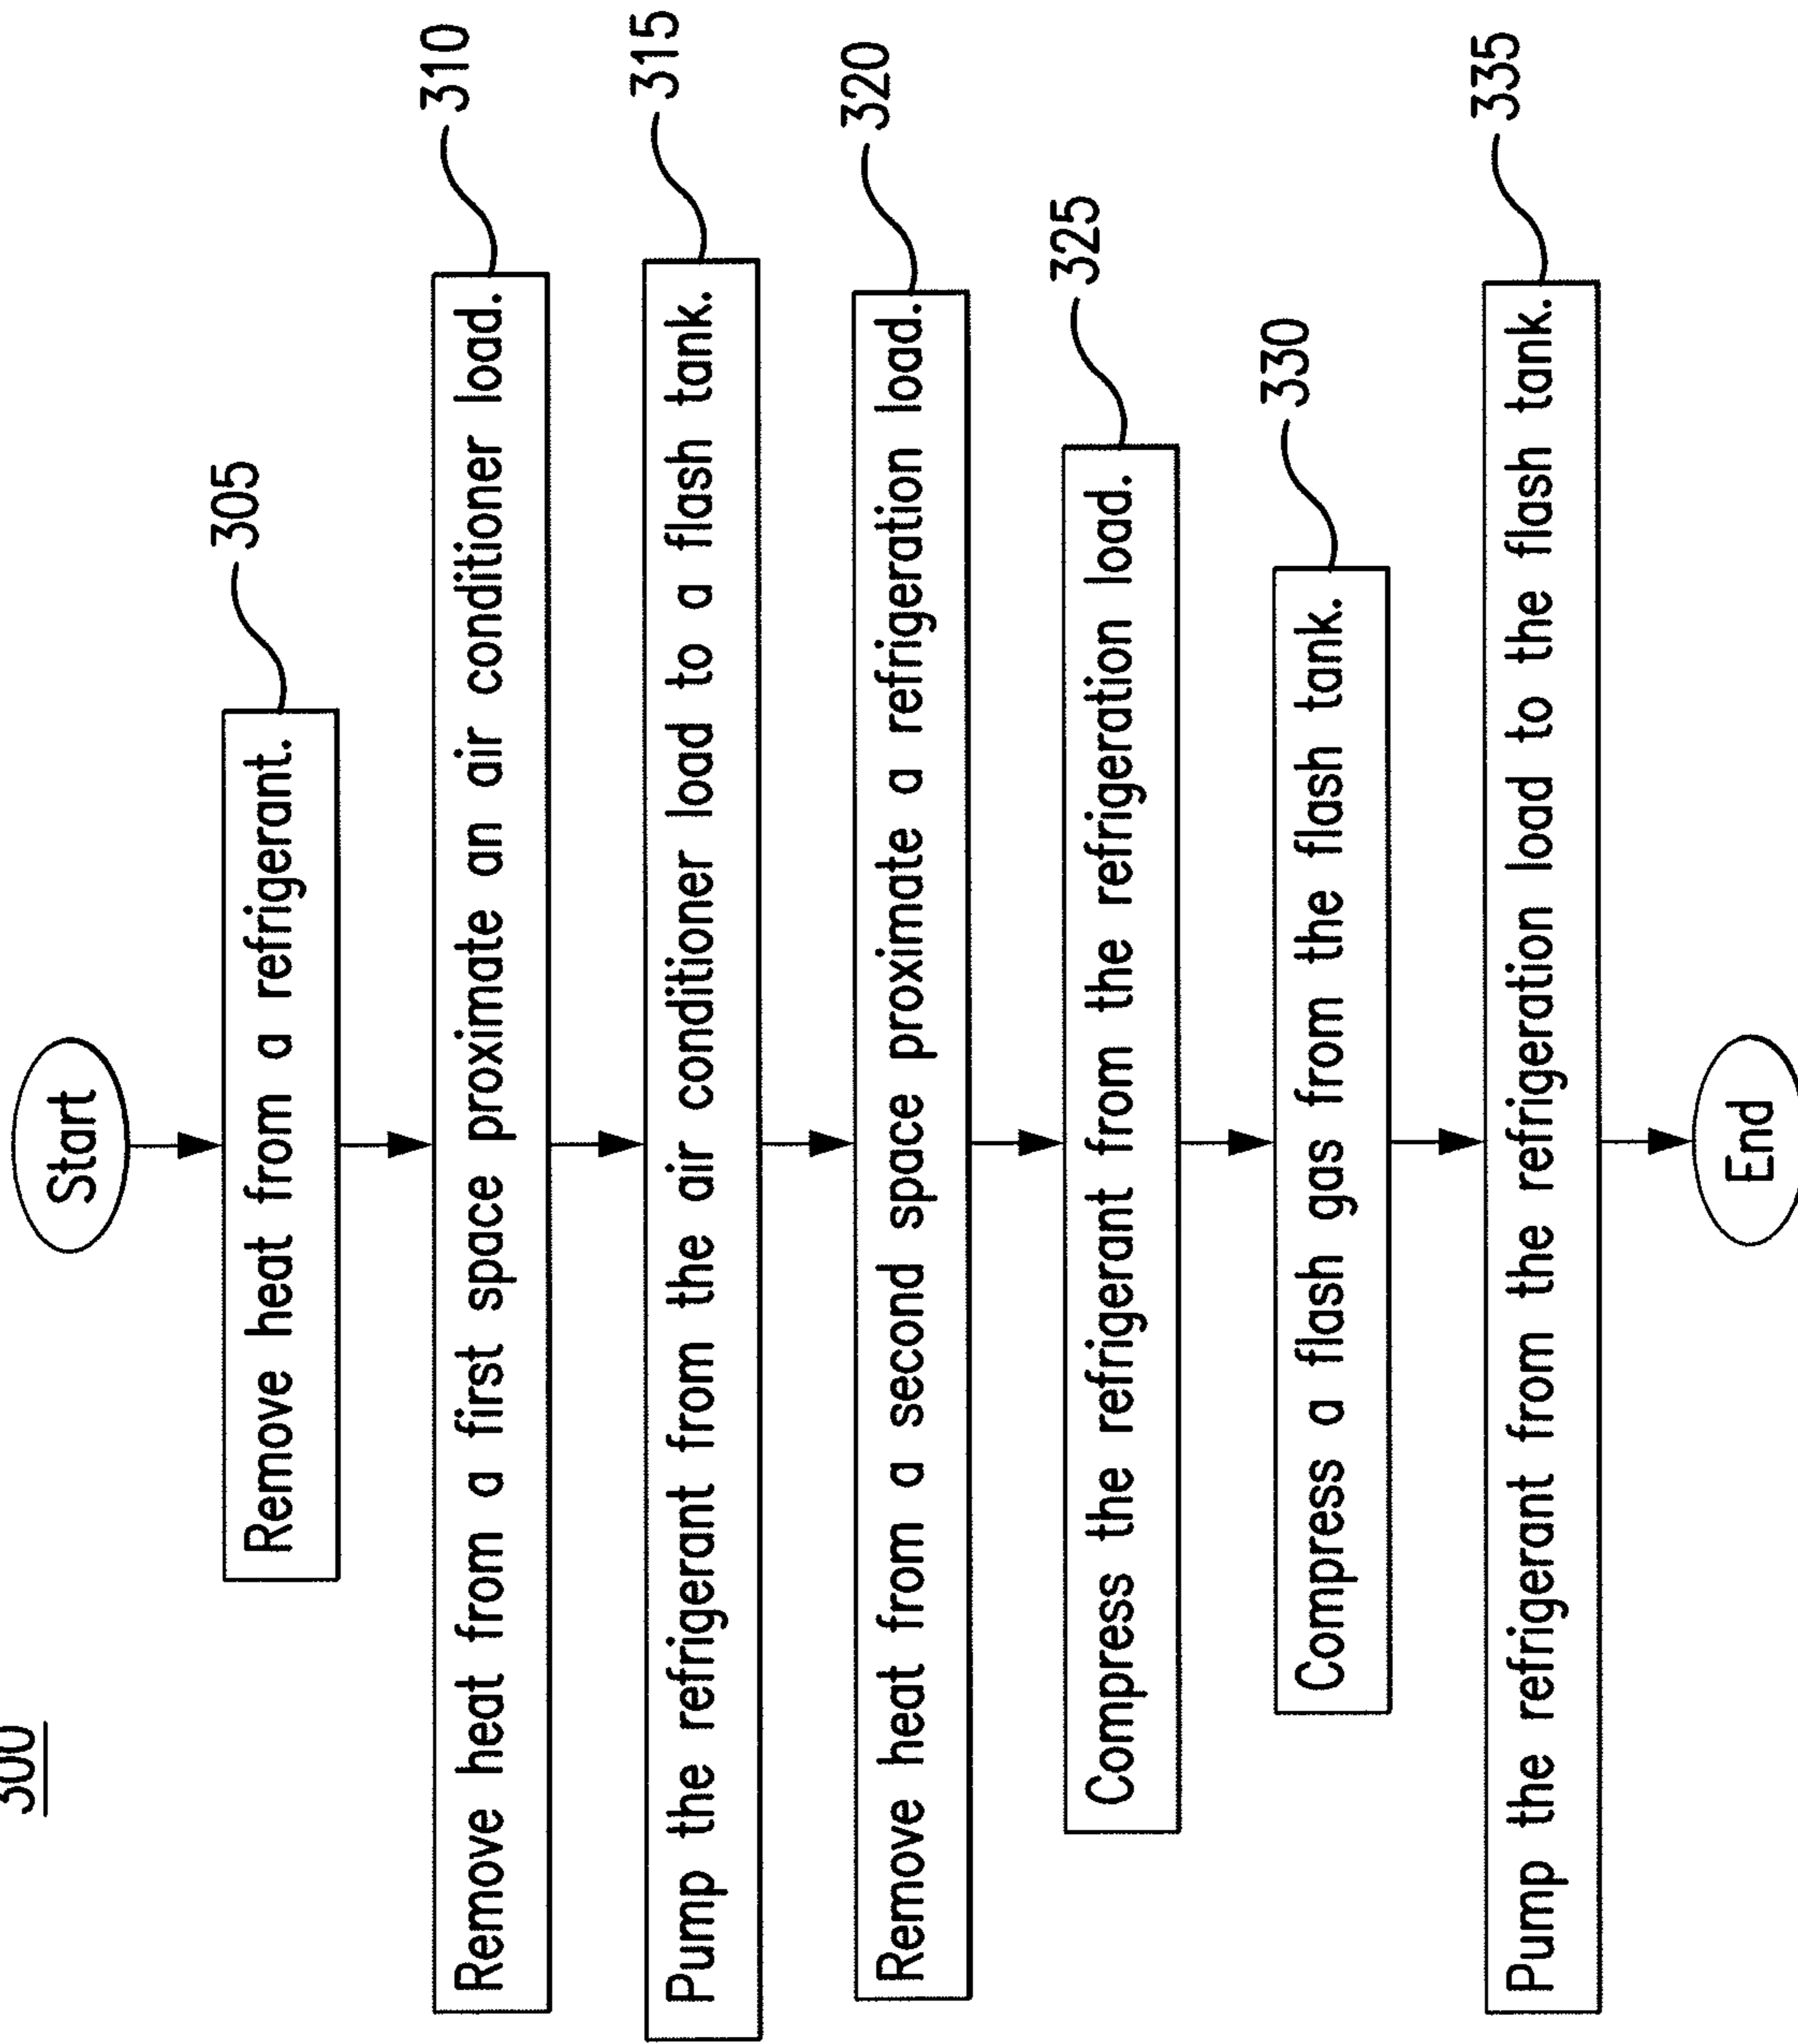 300
Start
Remove heat from a refrigerant.
305
Remove heat from a first space proximate an air conditioner load.
310
Pump the refrigerant from the air conditioner load to a flash tank.
315
Remove heat from a second space proximate a refrigeration load.
320
Compress the refrigerant from the refrigeration load.
325
Compress a flash gas from the flash tank.
330
Pump the refrigerant from the refrigeration load to the flash tank.
335
End